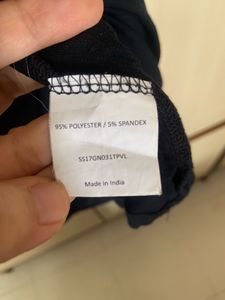 95% POLYESTER / 5% SPANDEX
SS17GN031TPVL
Made in India